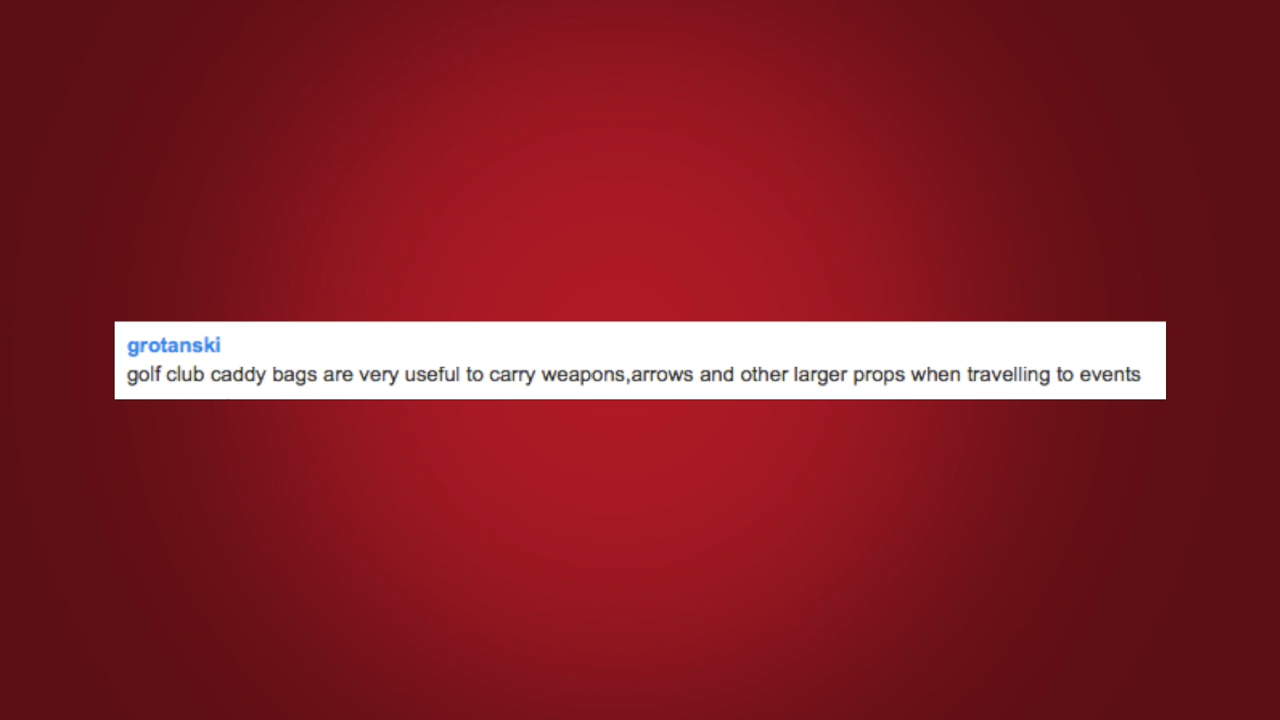 grotanski
golf club caddy bags are very useful to carry weapons,arrows and other larger props when travelling to events